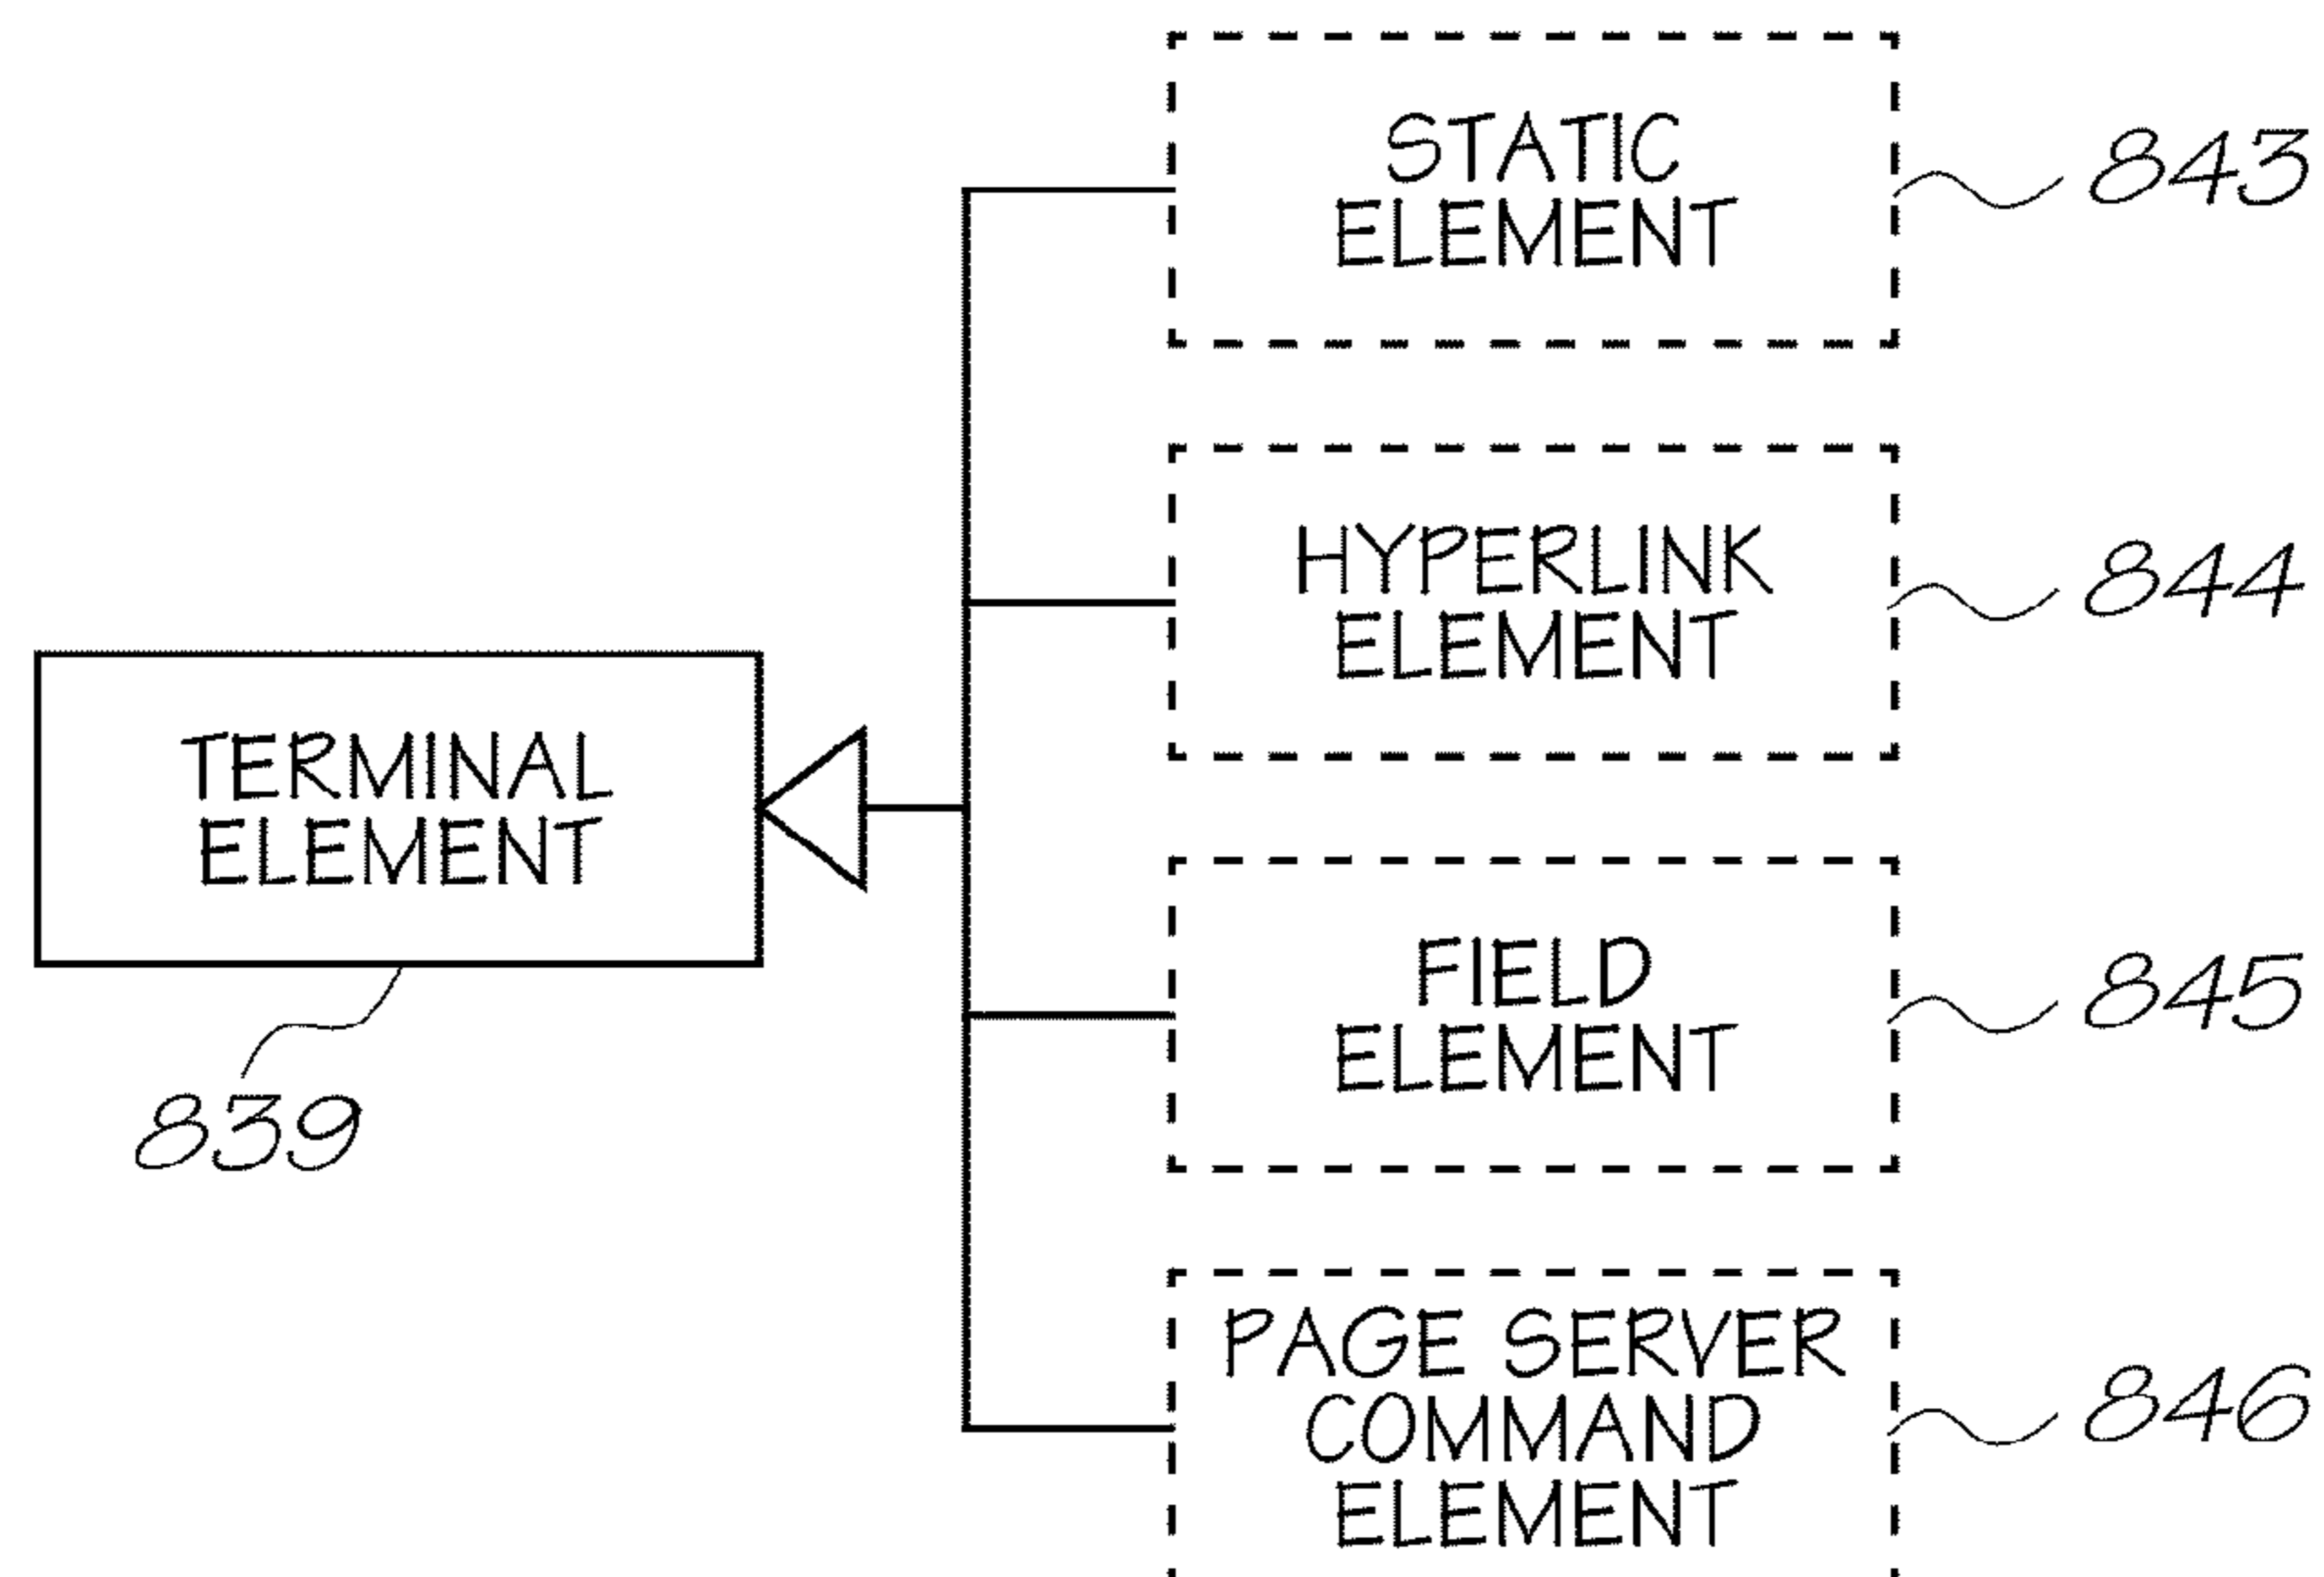 STATIC
ELEMENT
843
HYPERLINK
ELEMENT
844
TERMINAL
ELEMENT
839
FIELD
ELEMENT
845
PAGE SERVER
COMMAND
ELEMENT
846